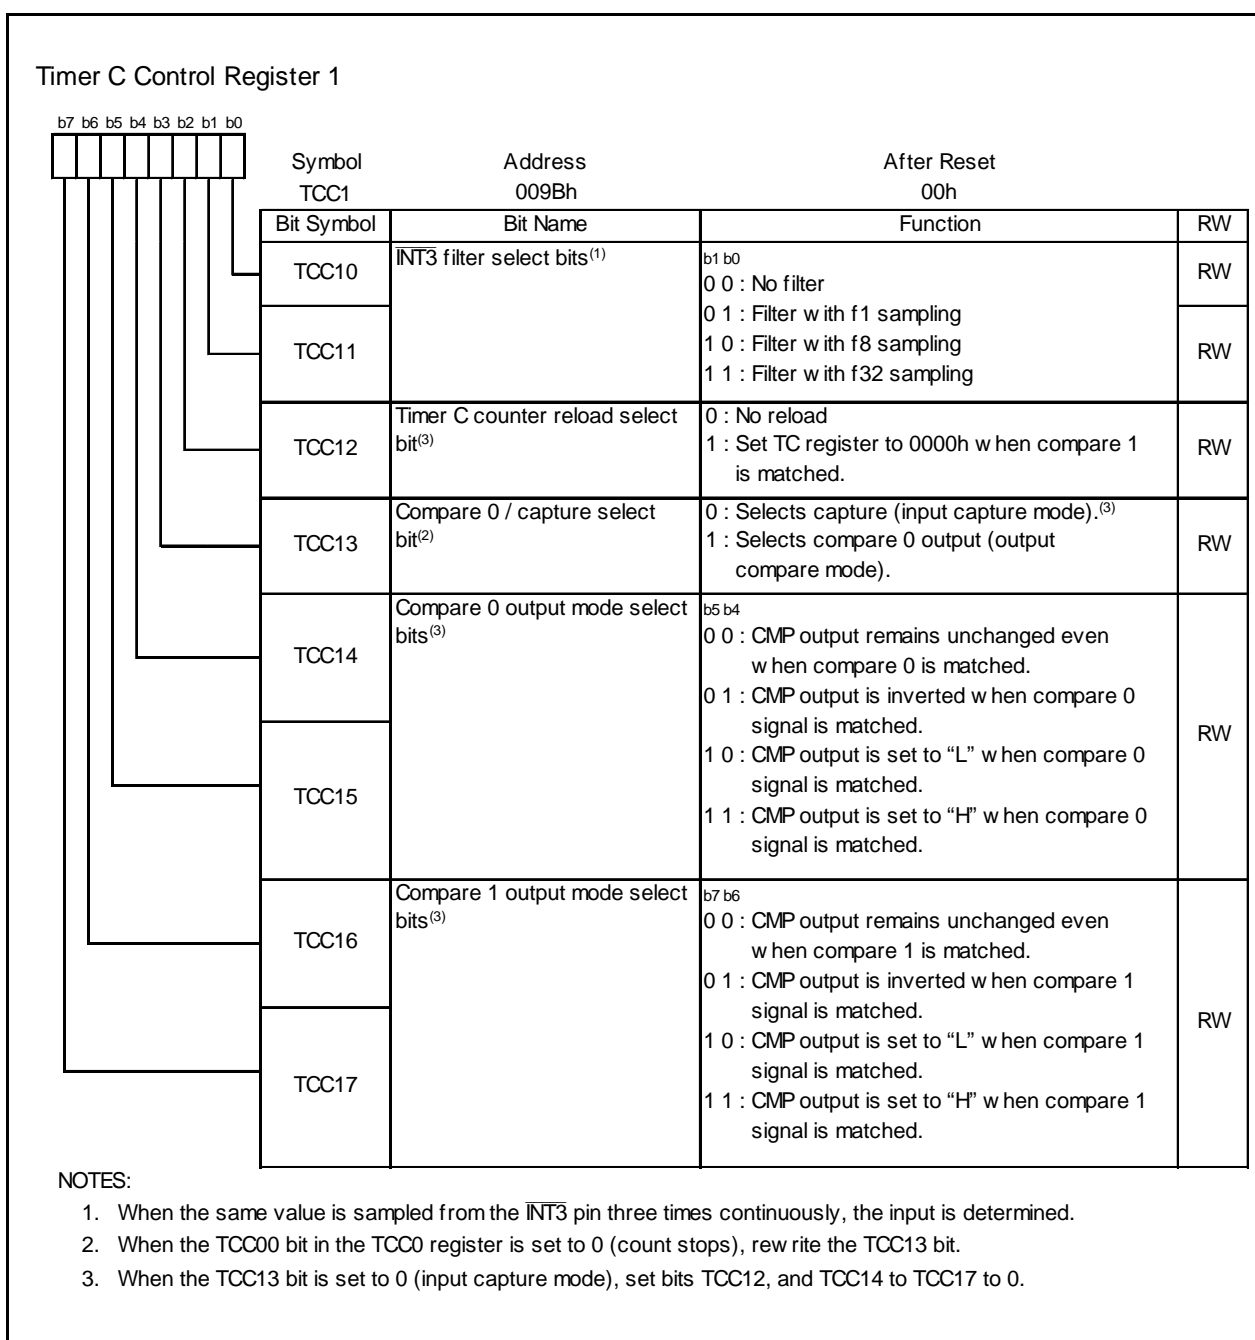 Timer C Control Register 1
b7 b6 b5 b4 b3 b2 b1 b0
Symbol Address After Reset
TCC1 009Bh 00h
Bit Symbol Bit Name Function RW
TCC10 INT3 filter select bits(1) b1 b0 RW
0 0 : No filter
0 1 : Filter with f1 sampling
TCC11 1 0 : Filter with f8 sampling RW
1 1 : Filter with f32 sampling
TCC12 Timer C counter reload select bit(3) 0 : No reload RW
1 : Set TC register to 0000h when compare 1
is matched.
TCC13 Compare 0 / capture select bit(2) 0 : Selects capture (input capture mode).(3) RW
1 : Selects compare 0 output (output
compare mode).
TCC14 Compare 0 output mode select bits(3) b5 b4
0 0 : CMP output remains unchanged even
when compare 0 is matched.
0 1 : CMP output is inverted when compare 0
signal is matched. RW
TCC15 1 0 : CMP output is set to “L” when compare 0
signal is matched.
1 1 : CMP output is set to “H” when compare 0
signal is matched.
TCC16 Compare 1 output mode select bits(3) b7 b6
0 0 : CMP output remains unchanged even
when compare 1 is matched.
0 1 : CMP output is inverted when compare 1
signal is matched. RW
TCC17 1 0 : CMP output is set to “L” when compare 1
signal is matched.
1 1 : CMP output is set to “H” when compare 1
signal is matched.
NOTES:
1. When the same value is sampled from the INT3 pin three times continuously, the input is determined.
2. When the TCC00 bit in the TCC0 register is set to 0 (count stops), rewrite the TCC13 bit.
3. When the TCC13 bit is set to 0 (input capture mode), set bits TCC12, and TCC14 to TCC17 to 0.